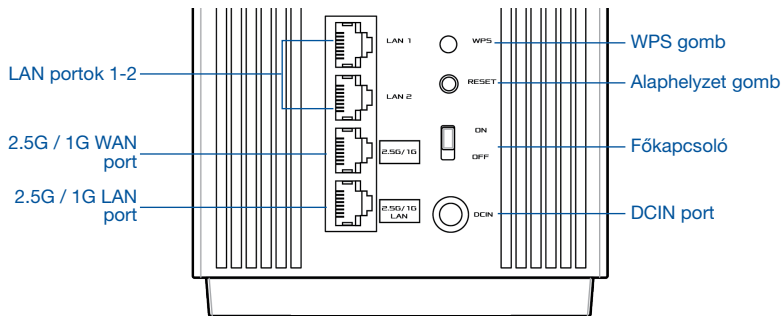 LAN portok 1-2
2.5G / 1G WAN
port
2.5G / 1G LAN
port
LAN 1
LAN 2
2.5G/1G
2.5G/1G
LAN
WPS
RESET
ON
OFF
DCIN
WPS gomb
Alaphelyzet gomb
Főkapcsoló
DCIN port